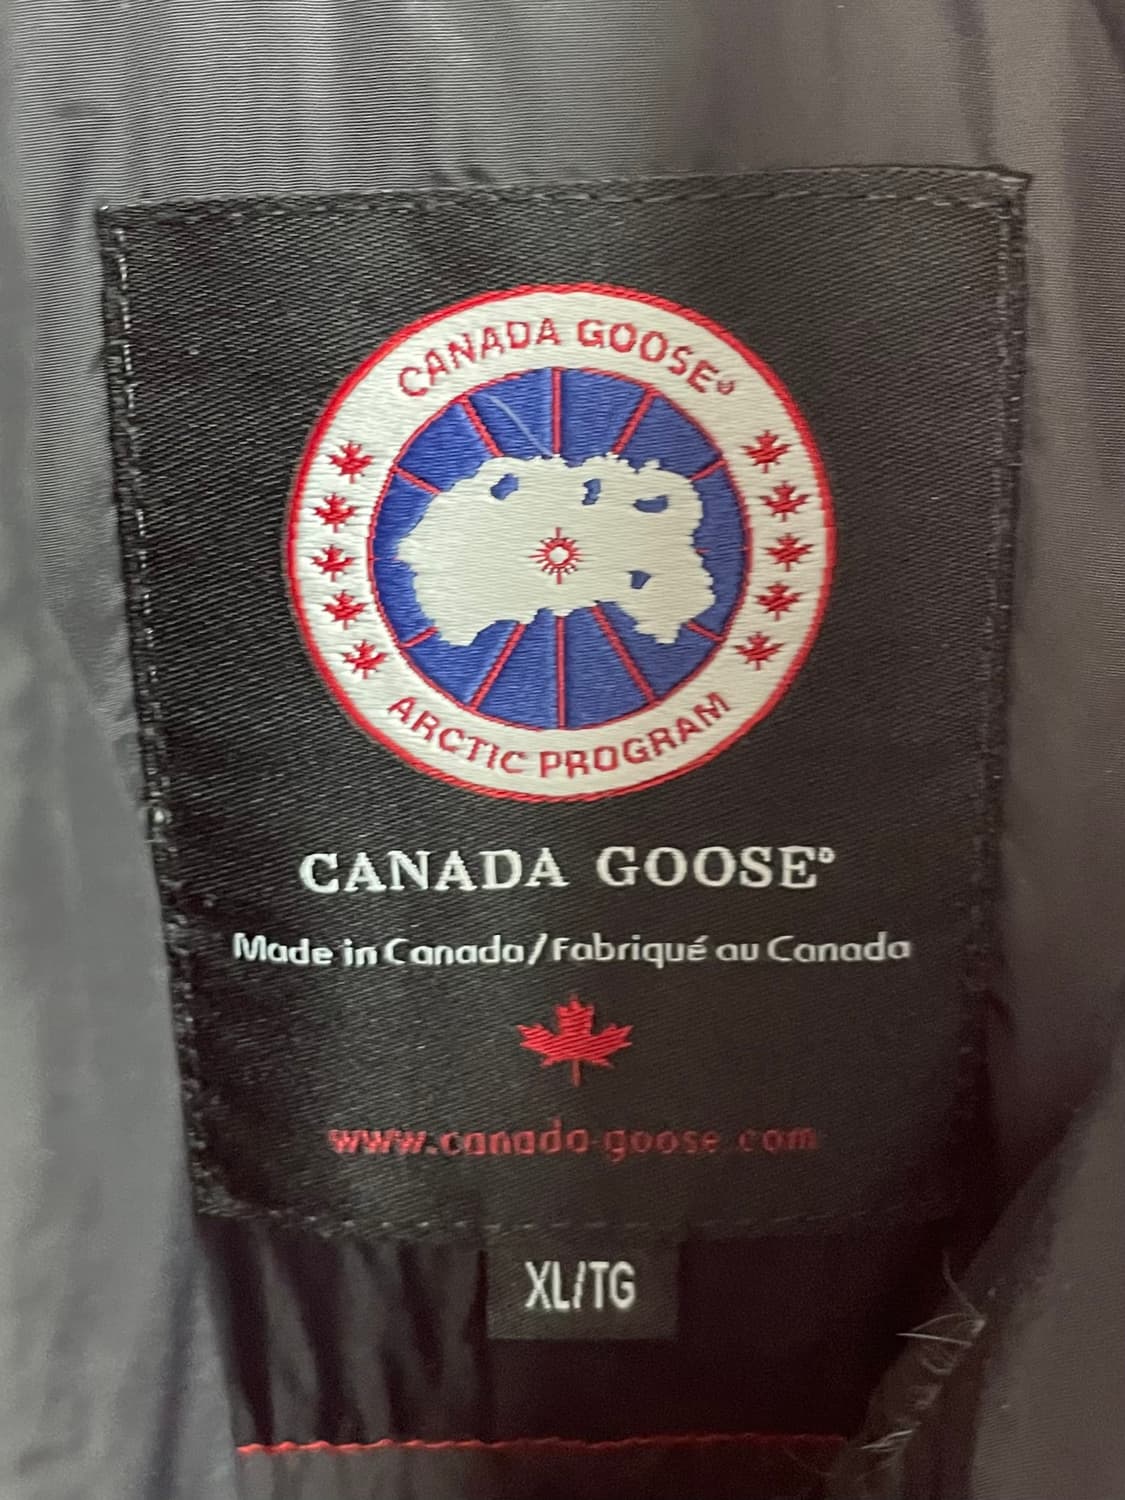 CANADA GOOSE®
ARCTIC PROGRAM
CANADA GOOSE®
Made in Canada/Fabriqué au Canada
www.canada-goose.com
XL/TG